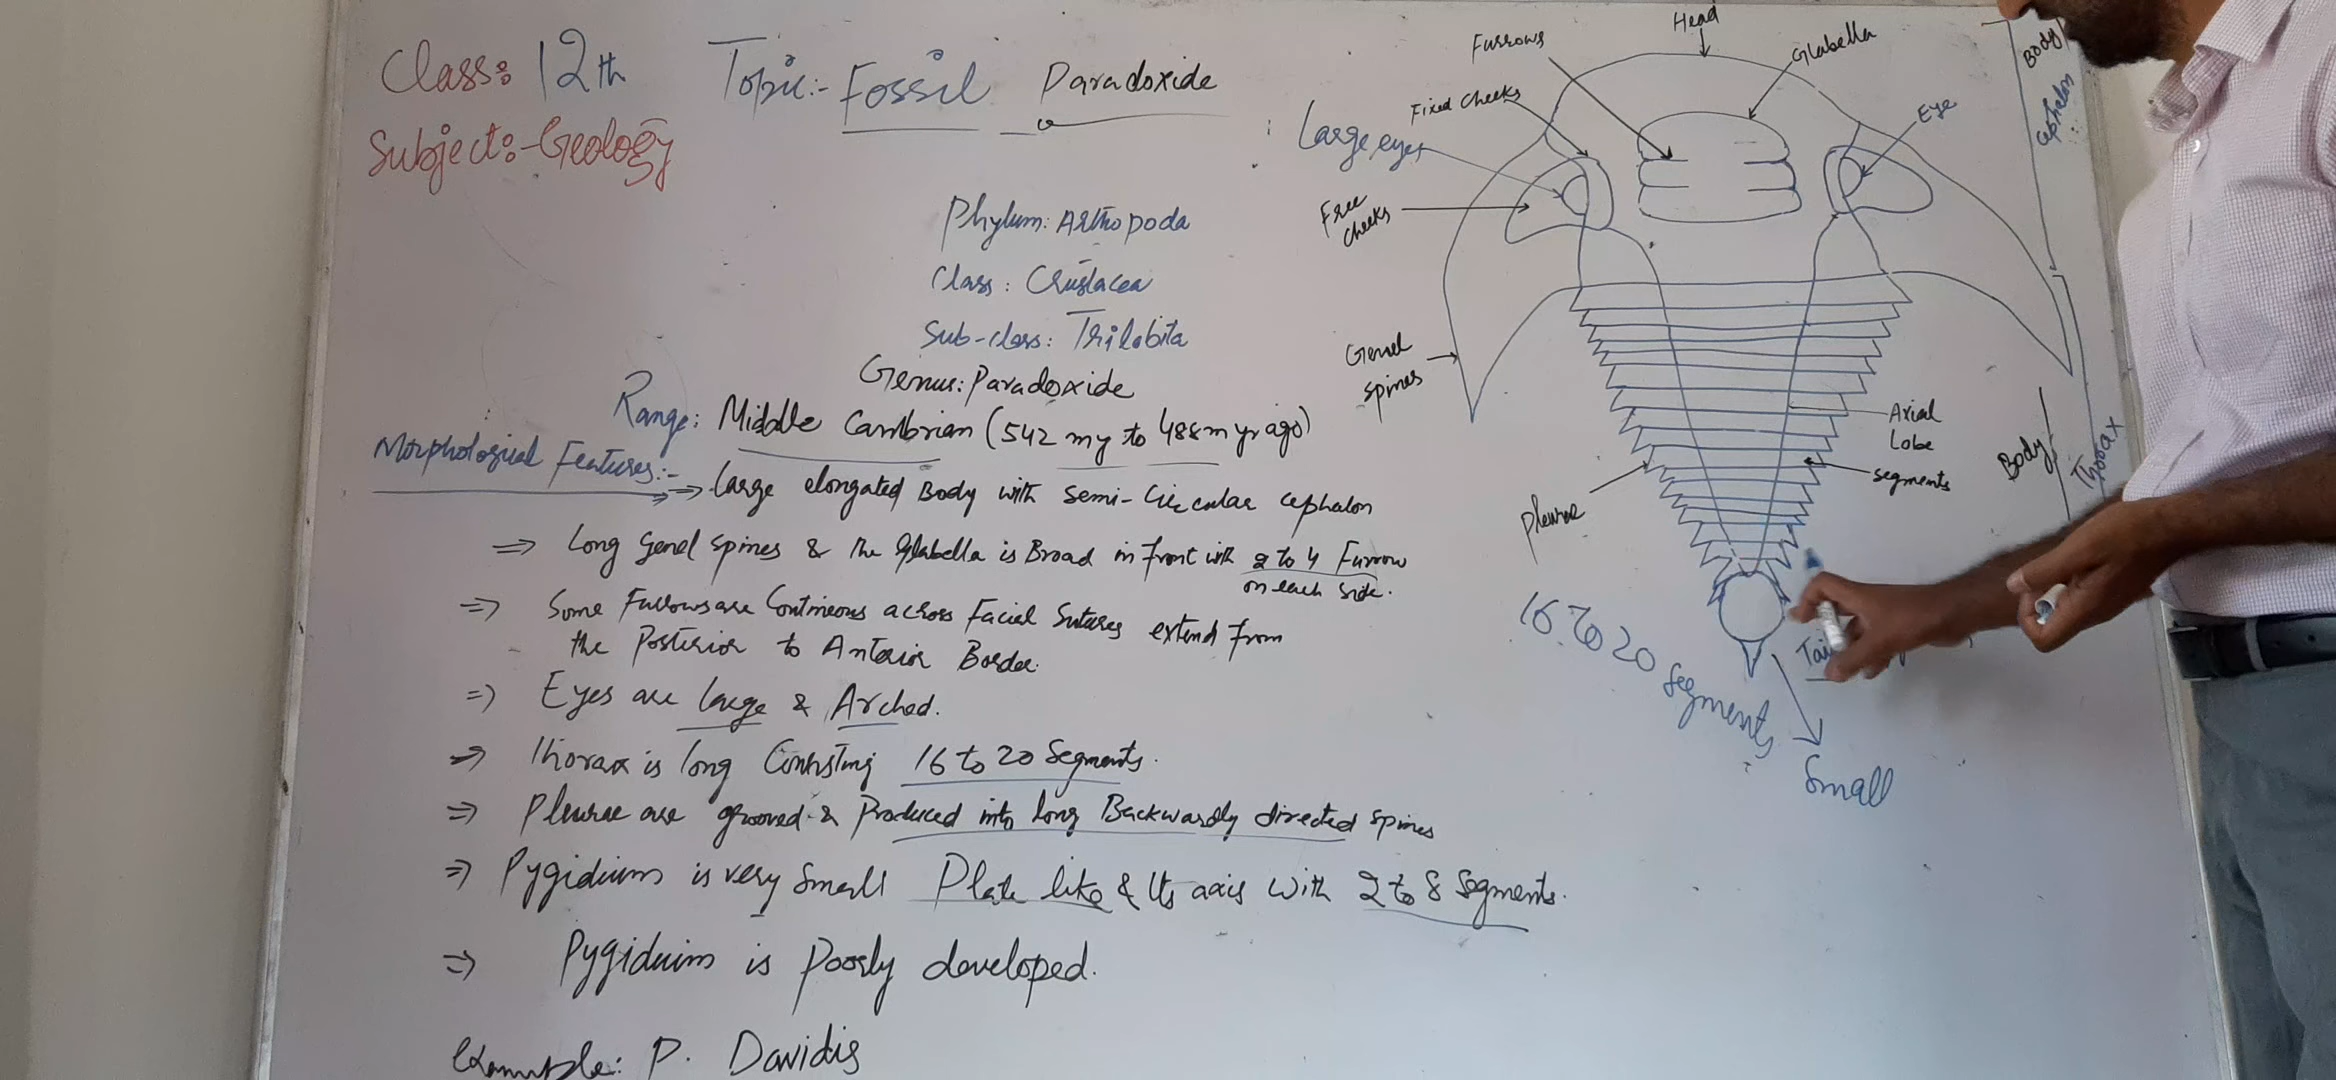 Class: 12th
Subject:- Geology
Topic:- Fossil Paradoxide
Phylum: Arthopoda
Class: Crustacea
Sub-class: Trilobita
Genus: Paradoxide
Range: Middle Cambrian (542 my to 488 m yr ago)
Morphological Features:-
⇒ Large elongated Body with semi-Circular cephalon
⇒ Long Genel spines & the Glabella is Broad in front with 2 to 4 Furrow
on each side.
⇒ Some Furrows are Contineous across Facial Sutures extend from
the Posterior to Anterior Border.
⇒ Eyes are large & Arched.
⇒ Thorax is long Consisting 16 to 20 Segments.
⇒ Pleurae are grooved & Produced into long Backwardly directed spines
⇒ Pygidium is very small Plate like & Its axis with 2 to 8 segments.
⇒ Pygidium is Poorly developed.
Example: P. Davidis
Head
Furrows
Glabella
Fixed Cheeks
Eye
Large eyes
Free
cheeks
Genel
spines
Pleurae
Axial
Lobe
segments
16 to 20 segments
Tai
Small
Body
Cephalon
Body
Thorax